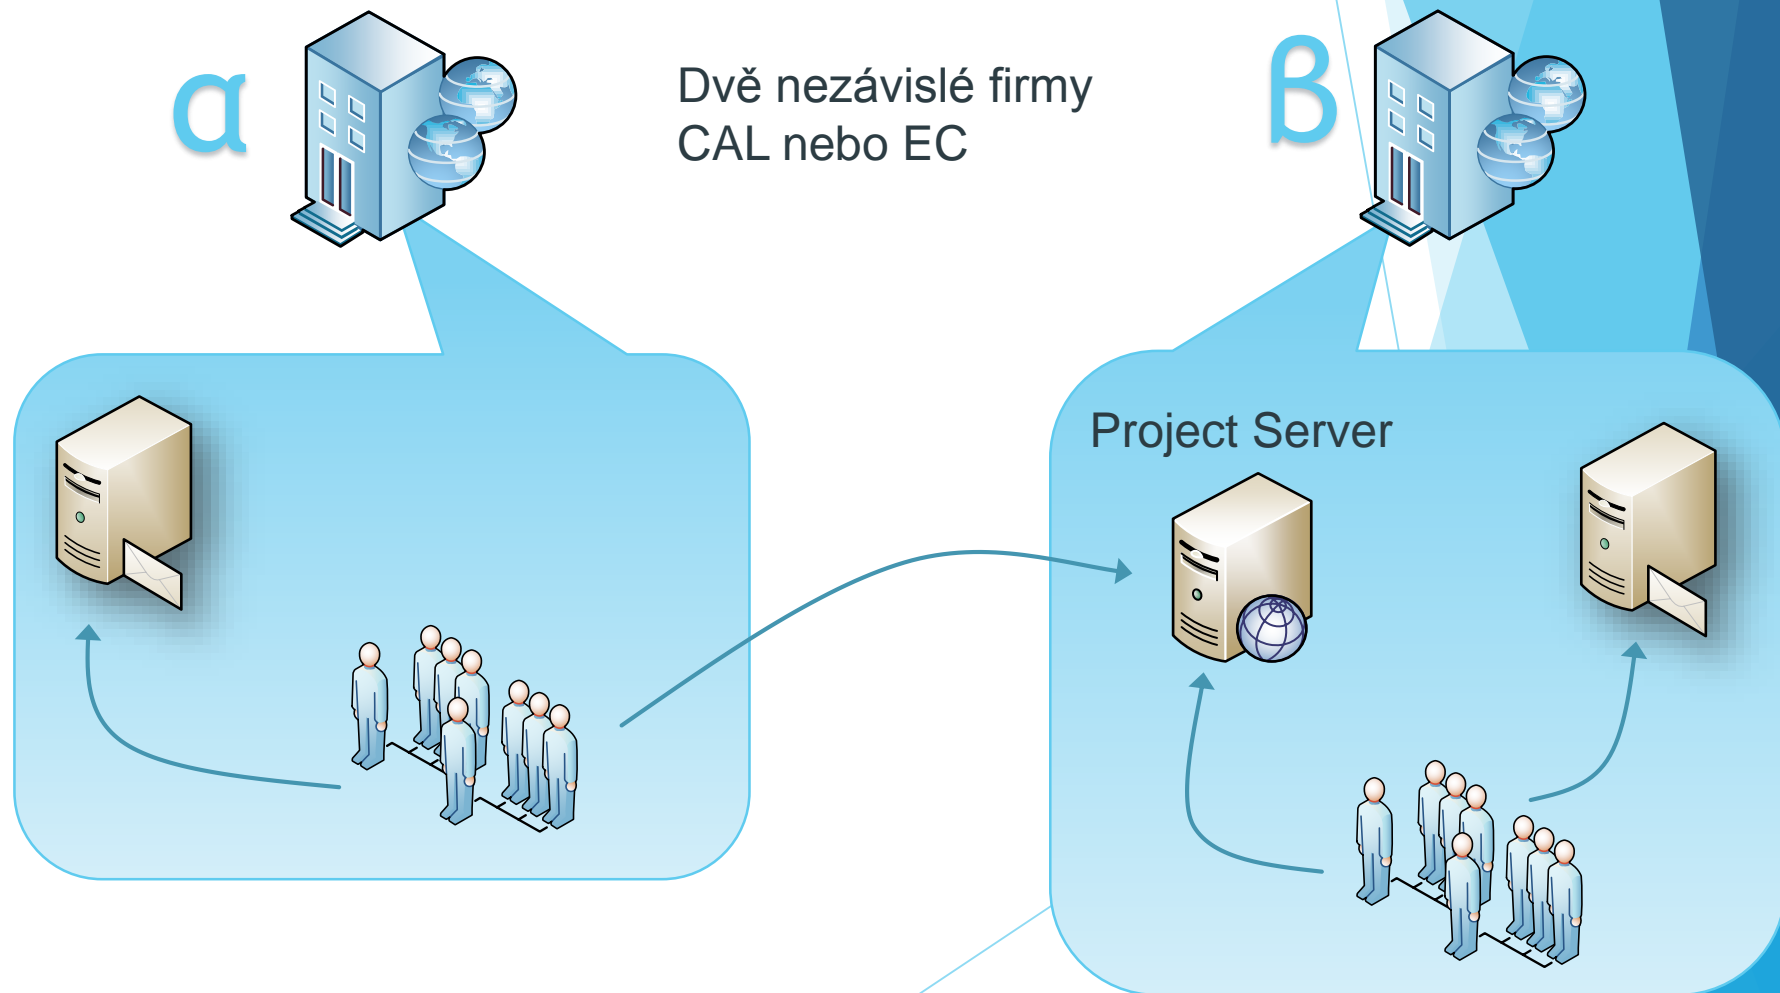 α
Dvě nezávislé firmy
CAL nebo EC
β
Project Server